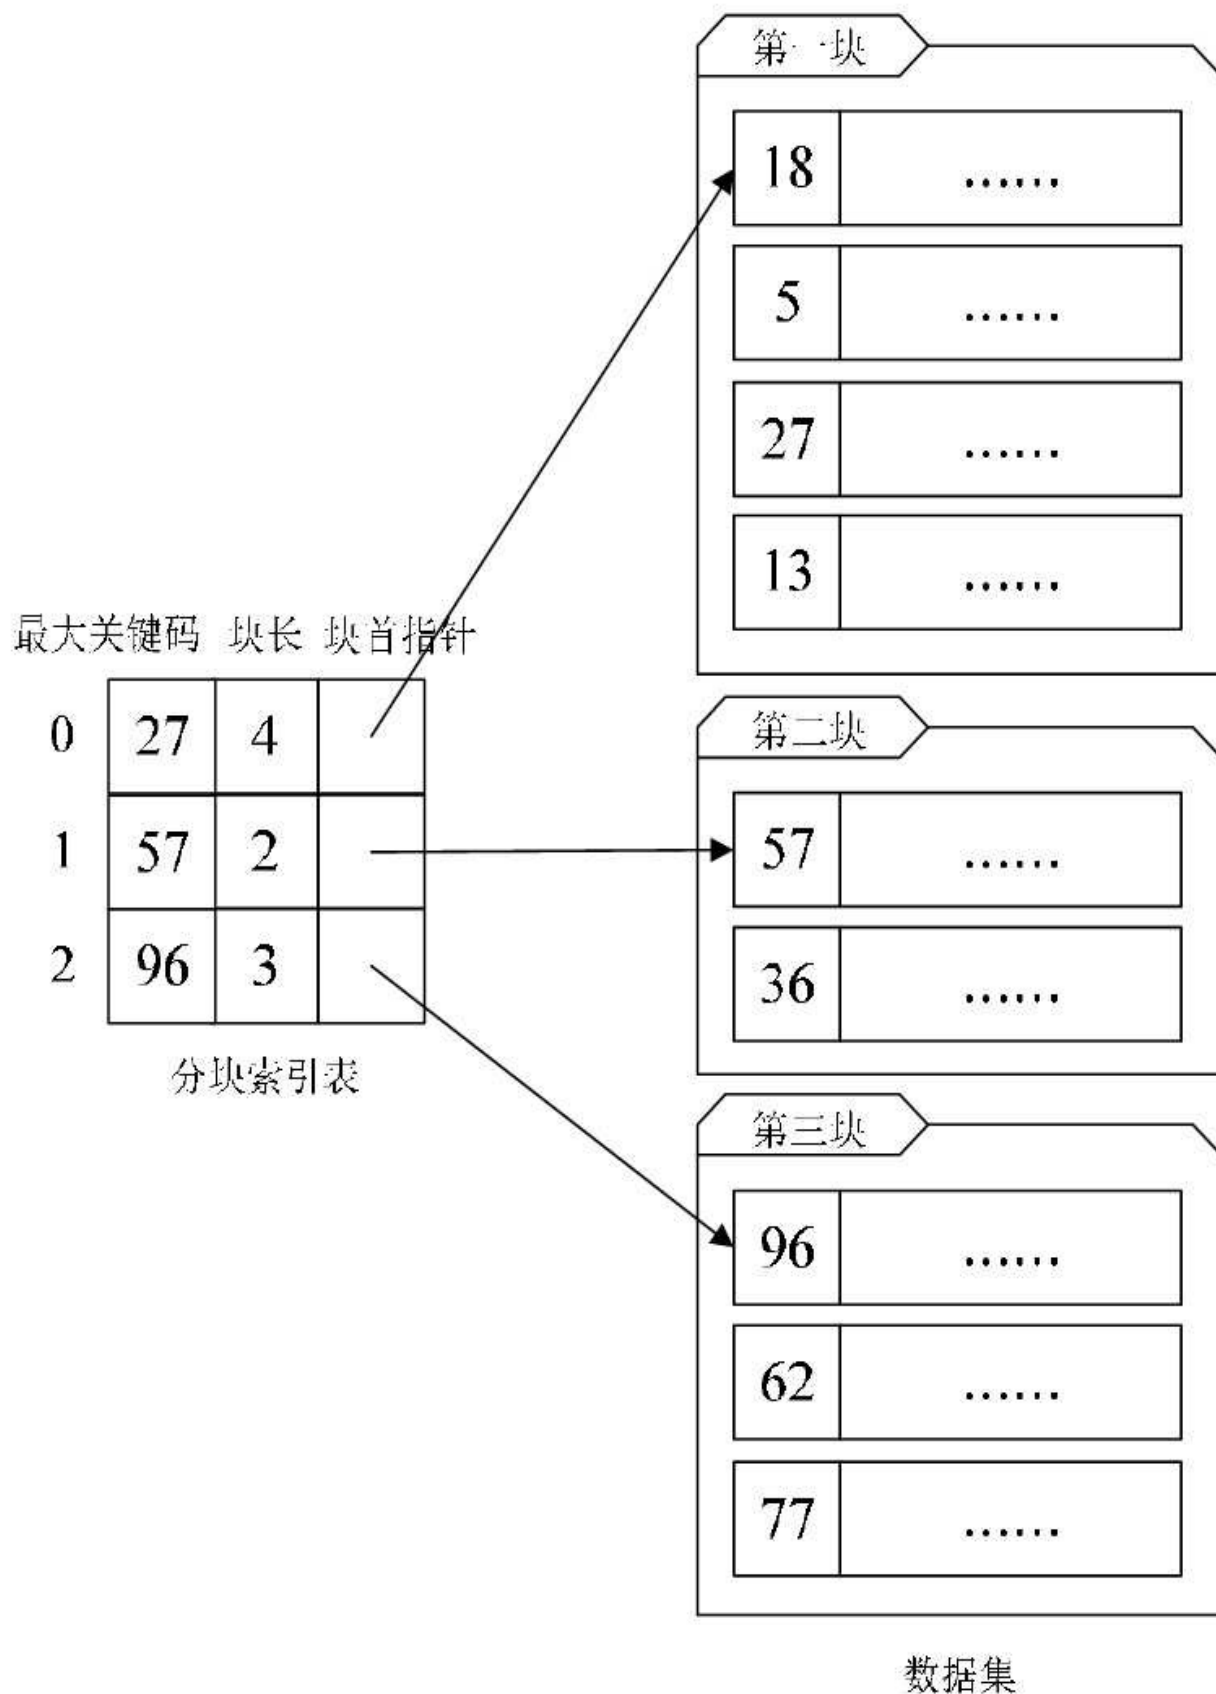 第一块
18 ……
5 ……
27 ……
13 ……
最大关键码 块长 块首指针
0 27 4
1 57 2
2 96 3
分块索引表
第二块
57 ……
36 ……
第三块
96 ……
62 ……
77 ……
数据集